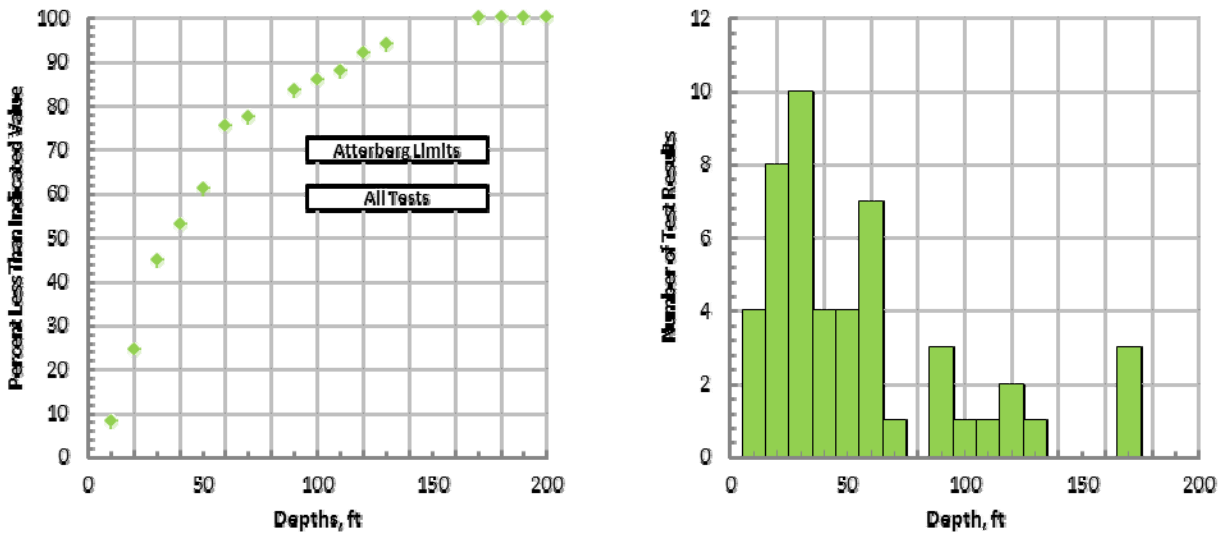 Percent Less Than Indicated Value
100
90
80
70
60
50
40
30
20
10
0
Atterberg Limits
All Tests
0 50 100 150 200
Depths, ft
Number of Test Results
12
10
8
6
4
2
0
0 50 100 150 200
Depth, ft